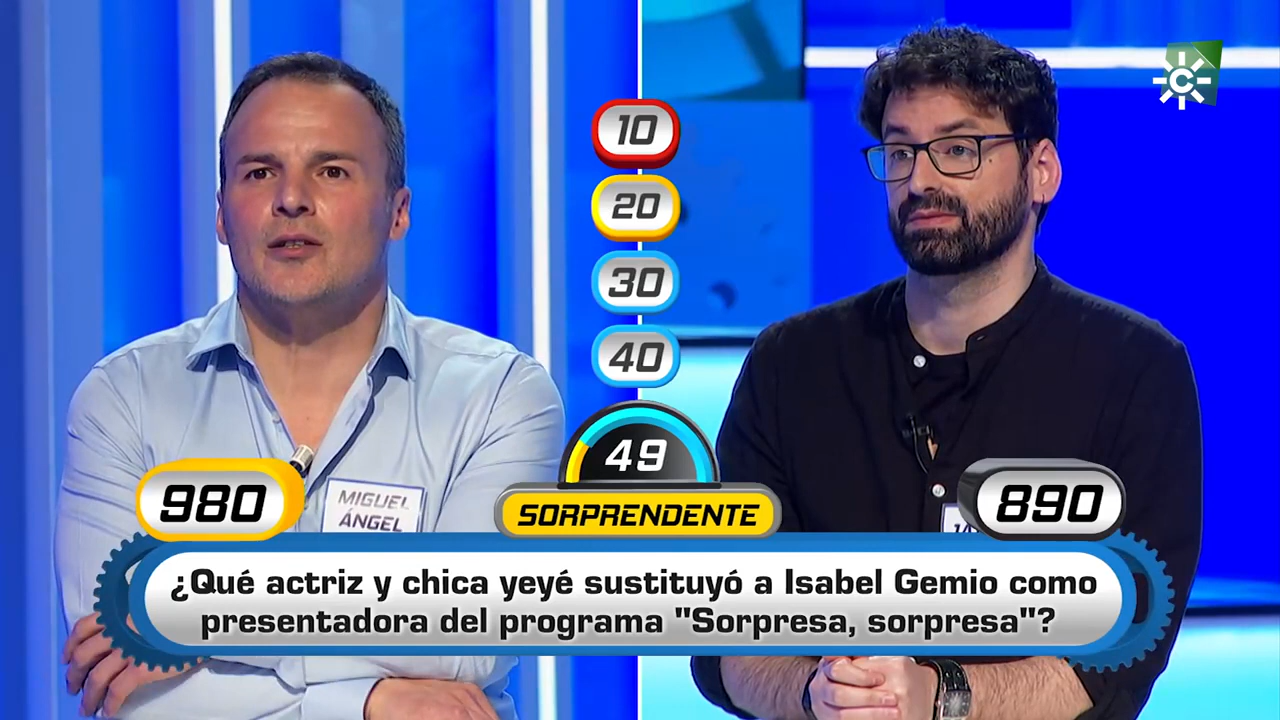 10
20
30
40
49
980
MIGUEL
ÁNGEL
SORPRENDENTE
890
¿Qué actriz y chica yeyé sustituyó a Isabel Gemio como
presentadora del programa "Sorpresa, sorpresa"?